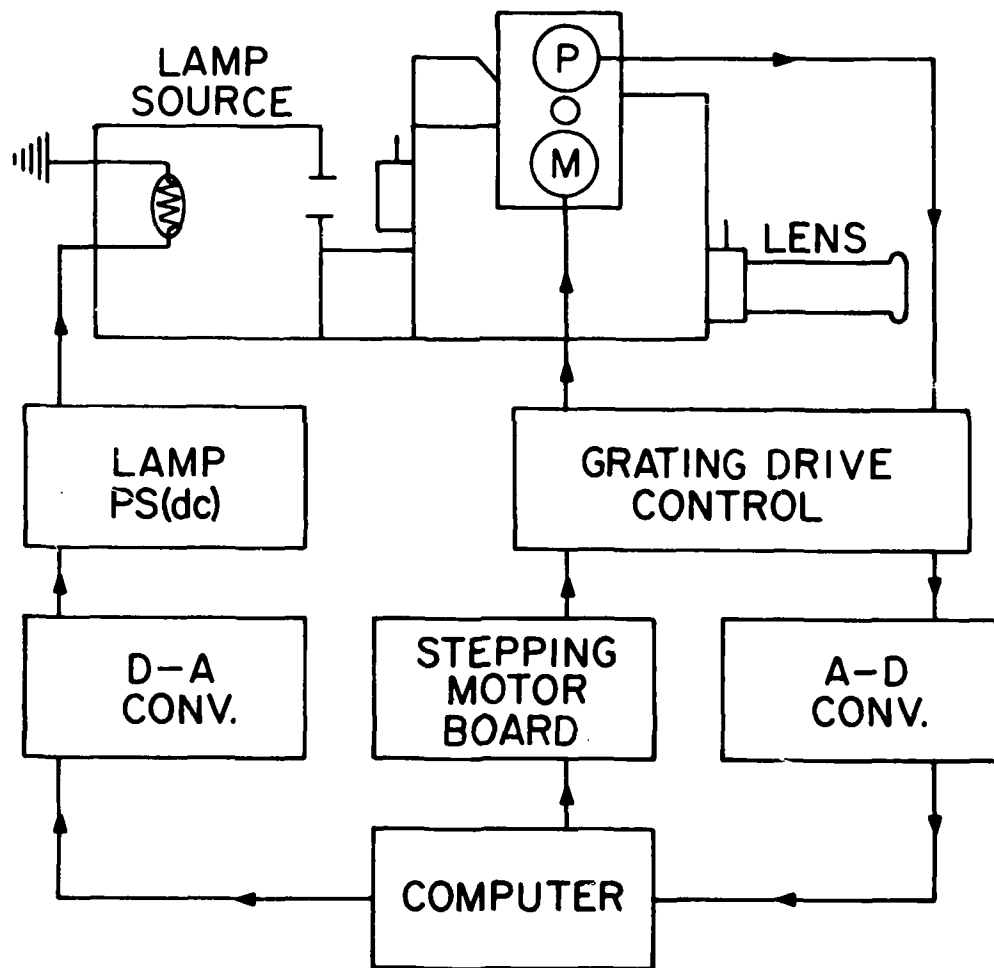 LAMP
SOURCE
P
M
LENS
LAMP
PS(dc)
GRATING DRIVE
CONTROL
D-A
CONV.
STEPPING
MOTOR
BOARD
A-D
CONV.
COMPUTER